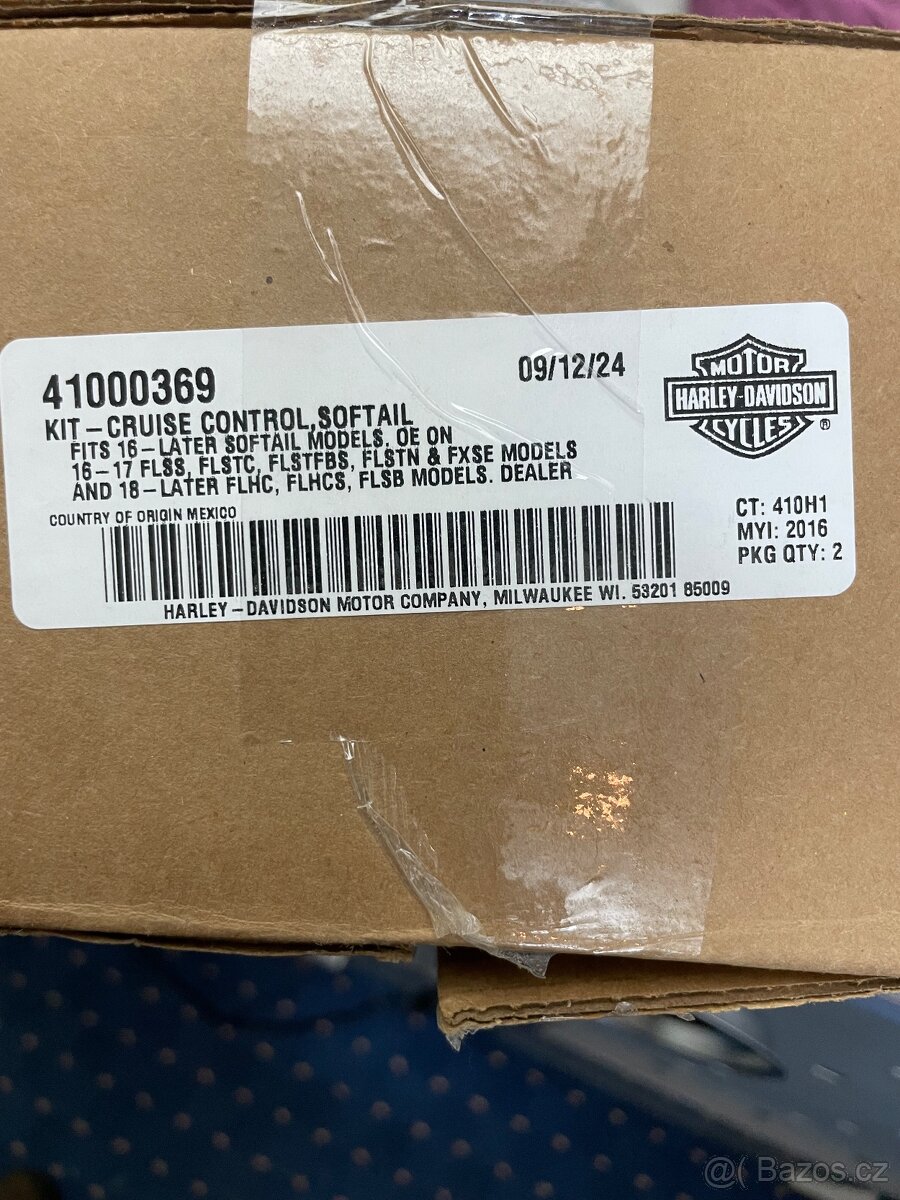 41000369
09/12/24
KIT-CRUISE CONTROL,SOFTAIL
FITS 16-LATER SOFTAIL MODELS. OE ON
16-17 FLSS, FLSTC, FLSTFBS, FLSTN & FXSE MODELS
AND 18-LATER FLHC, FLHCS, FLSB MODELS. DEALER
COUNTRY OF ORIGIN MEXICO
HARLEY-DAVIDSON MOTOR COMPANY, MILWAUKEE WI. 53201 85009
MOTOR
HARLEY-DAVIDSON
CYCLES
®
CT: 410H1
MYI: 2016
PKG QTY: 2
@( Bazos.cz